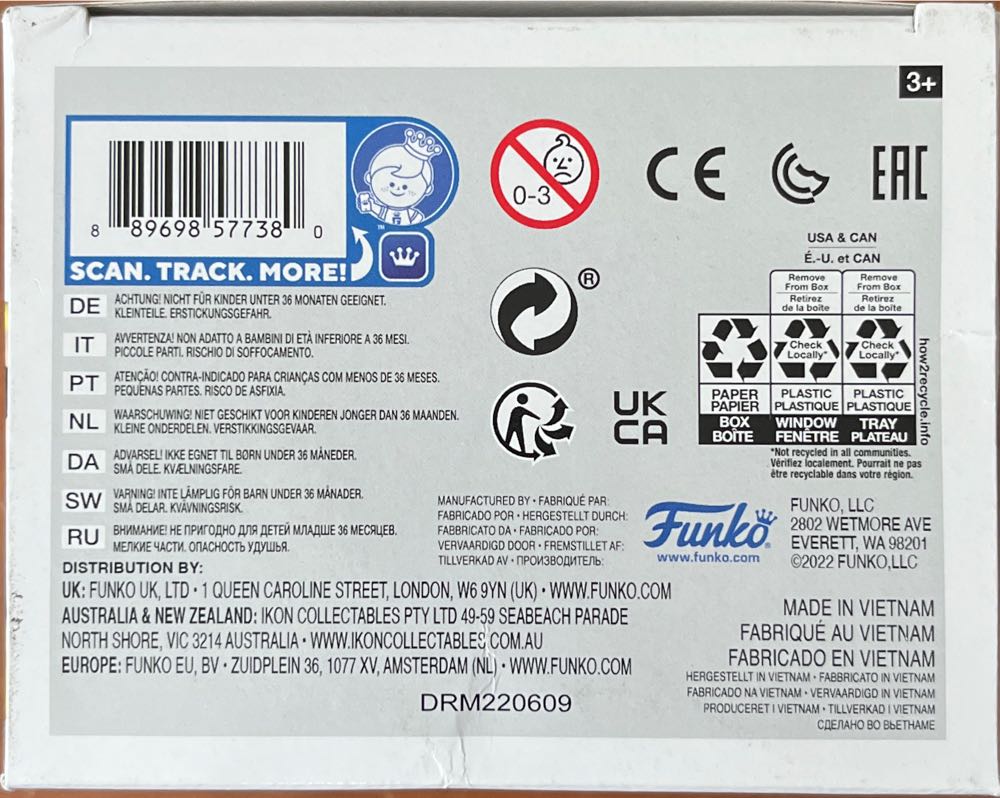 3+
8 89698 57738 0
SCAN. TRACK. MORE!
™
0-3
CE
EAC
®
UK
CA
USA & CAN
É.-U. et CAN
Remove
From Box
Retirez
de la boîte
Remove
From Box
Retirez
de la boîte
Check
Locally*
Check
Locally*
PAPER
PAPIER
PLASTIC
PLASTIQUE
PLASTIC
PLASTIQUE
BOX
BOÎTE
WINDOW
FENÊTRE
TRAY
PLATEAU
how2recycle.info
*Not recycled in all communities.
Vérifiez localement. Pourrait ne pas
être recyclable dans votre région.
DE ACHTUNG! NICHT FÜR KINDER UNTER 36 MONATEN GEEIGNET.
KLEINTEILE. ERSTICKUNGSGEFAHR.
IT AVVERTENZA! NON ADATTO A BAMBINI DI ETÀ INFERIORE A 36 MESI.
PICCOLE PARTI. RISCHIO DI SOFFOCAMENTO.
PT ATENÇÃO! CONTRA-INDICADO PARA CRIANÇAS COM MENOS DE 36 MESES.
PEQUENAS PARTES. RISCO DE ASFIXIA.
NL WAARSCHUWING! NIET GESCHIKT VOOR KINDEREN JONGER DAN 36 MAANDEN.
KLEINE ONDERDELEN. VERSTIKKINGSGEVAAR.
DA ADVARSEL! IKKE EGNET TIL BØRN UNDER 36 MÅNEDER.
SMÅ DELE. KVÆLNINGSFARE.
SW VARNING! INTE LÄMPLIG FÖR BARN UNDER 36 MÅNADER.
SMÅ DELAR. KVÄVNINGSRISK.
RU ВНИМАНИЕ! НЕ ПРИГОДНО ДЛЯ ДЕТЕЙ МЛАДШЕ 36 МЕСЯЦЕВ.
МЕЛКИЕ ЧАСТИ. ОПАСНОСТЬ УДУШЬЯ.
MANUFACTURED BY • FABRIQUÉ PAR:
FABRICADO POR • HERGESTELLT DURCH:
FABBRICATO DA • FABRICADO POR:
VERVAARDIGD DOOR • FREMSTILLET AF:
TILLVERKAD AV • ПРОИЗВОДИТЕЛЬ:
Funko
www.funko.com
FUNKO, LLC
2802 WETMORE AVE
EVERETT, WA 98201
©2022 FUNKO,LLC
DISTRIBUTION BY:
UK: FUNKO UK, LTD • 1 QUEEN CAROLINE STREET, LONDON, W6 9YN (UK) • WWW.FUNKO.COM
AUSTRALIA & NEW ZEALAND: IKON COLLECTABLES PTY LTD 49-59 SEABEACH PARADE
NORTH SHORE, VIC 3214 AUSTRALIA • WWW.IKONCOLLECTABLES.COM.AU
EUROPE: FUNKO EU, BV • ZUIDPLEIN 36, 1077 XV, AMSTERDAM (NL) • WWW.FUNKO.COM
DRM220609
MADE IN VIETNAM
FABRIQUÉ AU VIETNAM
FABRICADO EN VIETNAM
HERGESTELLT IN VIETNAM • FABBRICATO IN VIETNAM
FABRICADO NA VIETNAM • VERVAARDIGD IN VIETNAM
PRODUCERET I VIETNAM • TILLVERKAD I VIETNAM
СДЕЛАНО ВО ВЬЕТНАМЕ